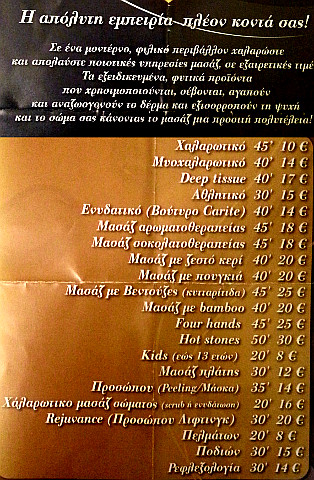 Η απόλυτη εμπειρία πλέον κοντά σας!
Σε ένα μοντέρνο, φιλικό περιβάλλον χαλαρώστε
και απολαύστε ποιοτικές υπηρεσίες μασάζ, σε εξαιρετικές τιμέ
Τα εξειδικευμένα, φυτικά προϊόντα
που χρησιμοποιούνται, σέβονται, αγαπούν
και αναζωογονούν το δέρμα και εξισορροπούν τη ψυχή
και το σώμα σας κάνοντας το μασάζ μια προσιτή πολυτέλεια!
Χαλαρωτικό 45' 10 €
Μυοχαλαρωτικό 40' 14 €
Deep tissue 40' 17 €
Αθλητικό 30' 15 €
Ενυδατικό (Βούτυρο Carite) 40' 14 €
Μασάζ αρωματοθεραπείας 45' 18 €
Μασάζ σοκολατοθεραπείας 45' 18 €
Μασάζ με ζεστό κερί 40' 20 €
Μασάζ με πουγκιά 40' 20 €
Μασάζ με Βεντούζες (κυτταρίτιδα) 45' 25 €
Μασάζ με bamboo 40' 20 €
Four hands 45' 25 €
Hot stones 50' 30 €
Kids (εώς 13 ετών) 20' 8 €
Μασάζ πλάτης 30' 12 €
Προσώπου (Peeling/Μάσκα) 35' 14 €
Χάλαρωτικο μασάζ σώματος (scrub ή ενυδάτωση) 20' 16 €
Rejuvance (Προσώπου Λιφτινγκ) 30' 20 €
Πελμάτων 20' 8 €
Ποδιών 30' 15 €
Ρεφλεξολογία 30' 14 €